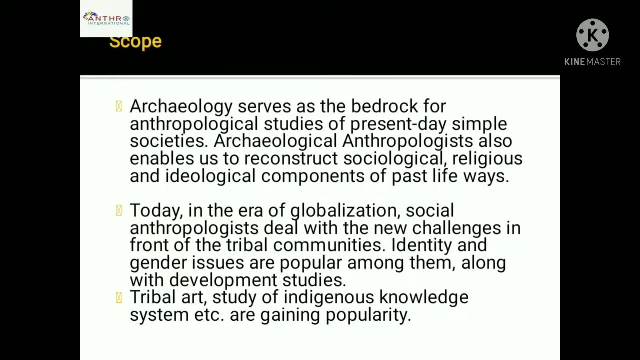 ANTHRO
INTERNATIONAL
Scope
K
KINEMASTER
Archaeology serves as the bedrock for
anthropological studies of present-day simple
societies. Archaeological Anthropologists also
enables us to reconstruct sociological, religious
and ideological components of past life ways.
Today, in the era of globalization, social
anthropologists deal with the new challenges in
front of the tribal communities. Identity and
gender issues are popular among them, along
with development studies.
Tribal art, study of indigenous knowledge
system etc. are gaining popularity.